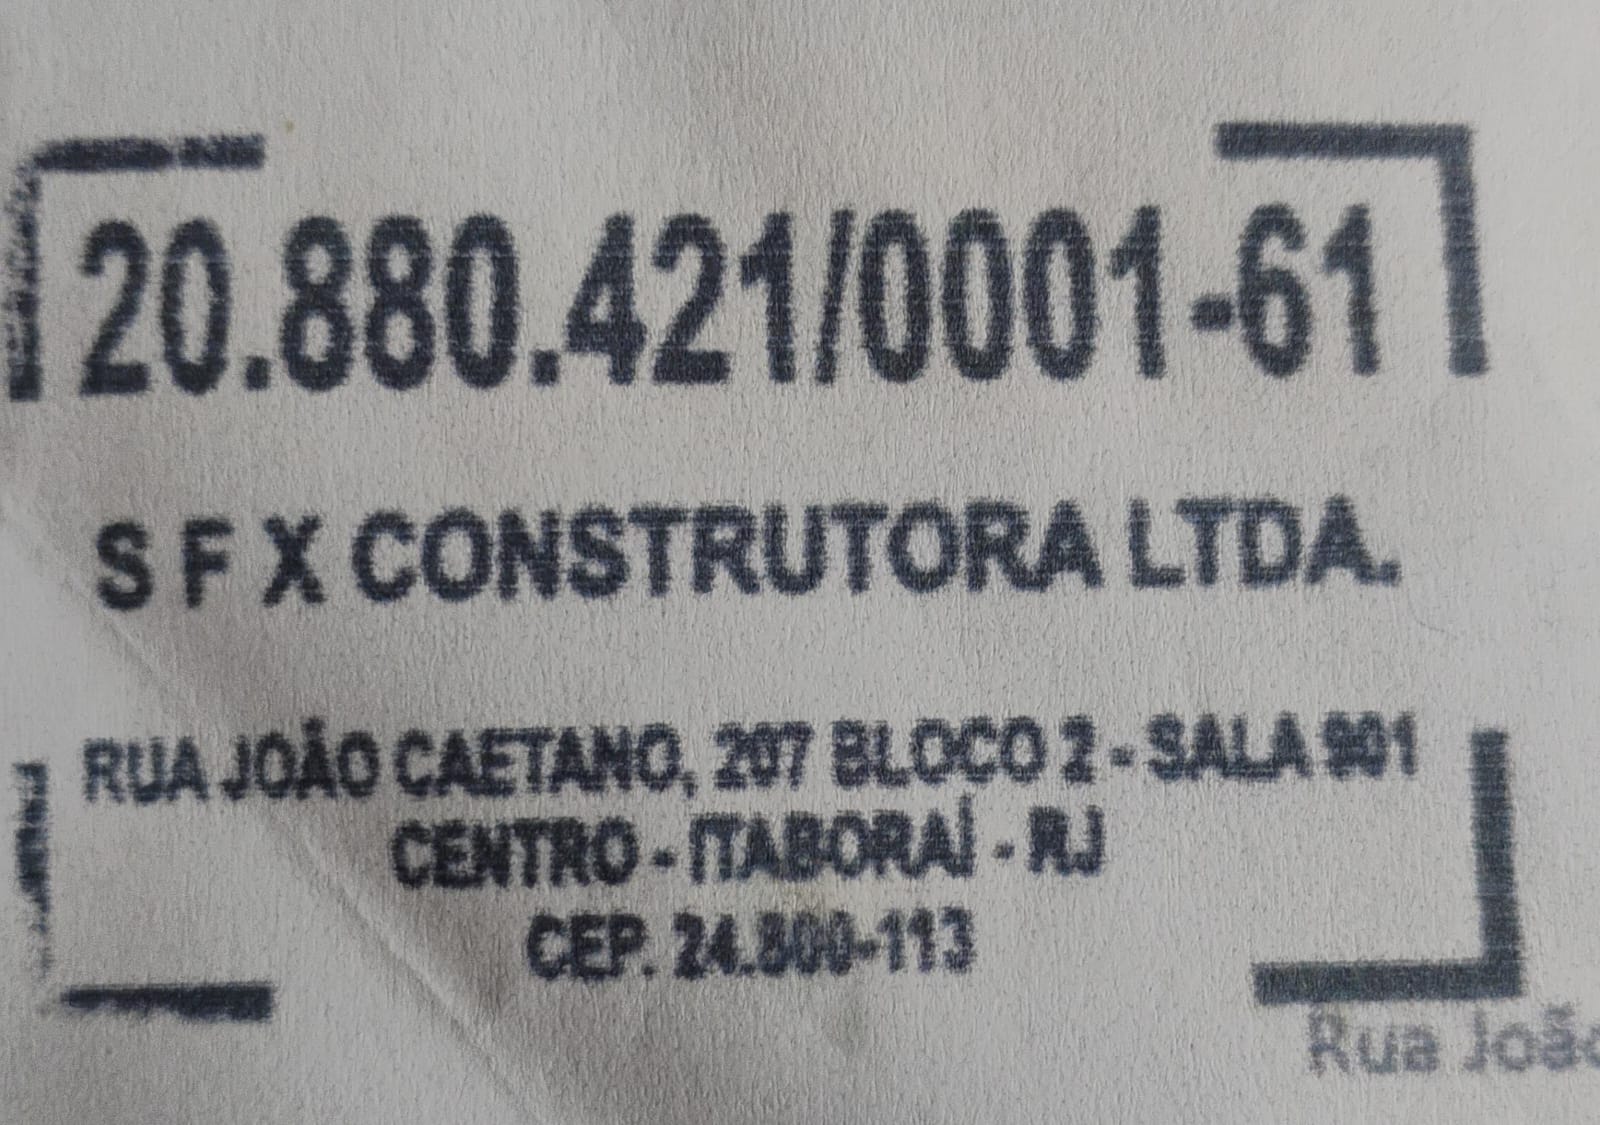 20.880.421/0001-61
S F X CONSTRUTORA LTDA.
RUA JOÃO CAETANO, 207 BLOCO 2 - SALA 901
CENTRO - ITABORAÍ - RJ
CEP. 24.800-113
Rua João